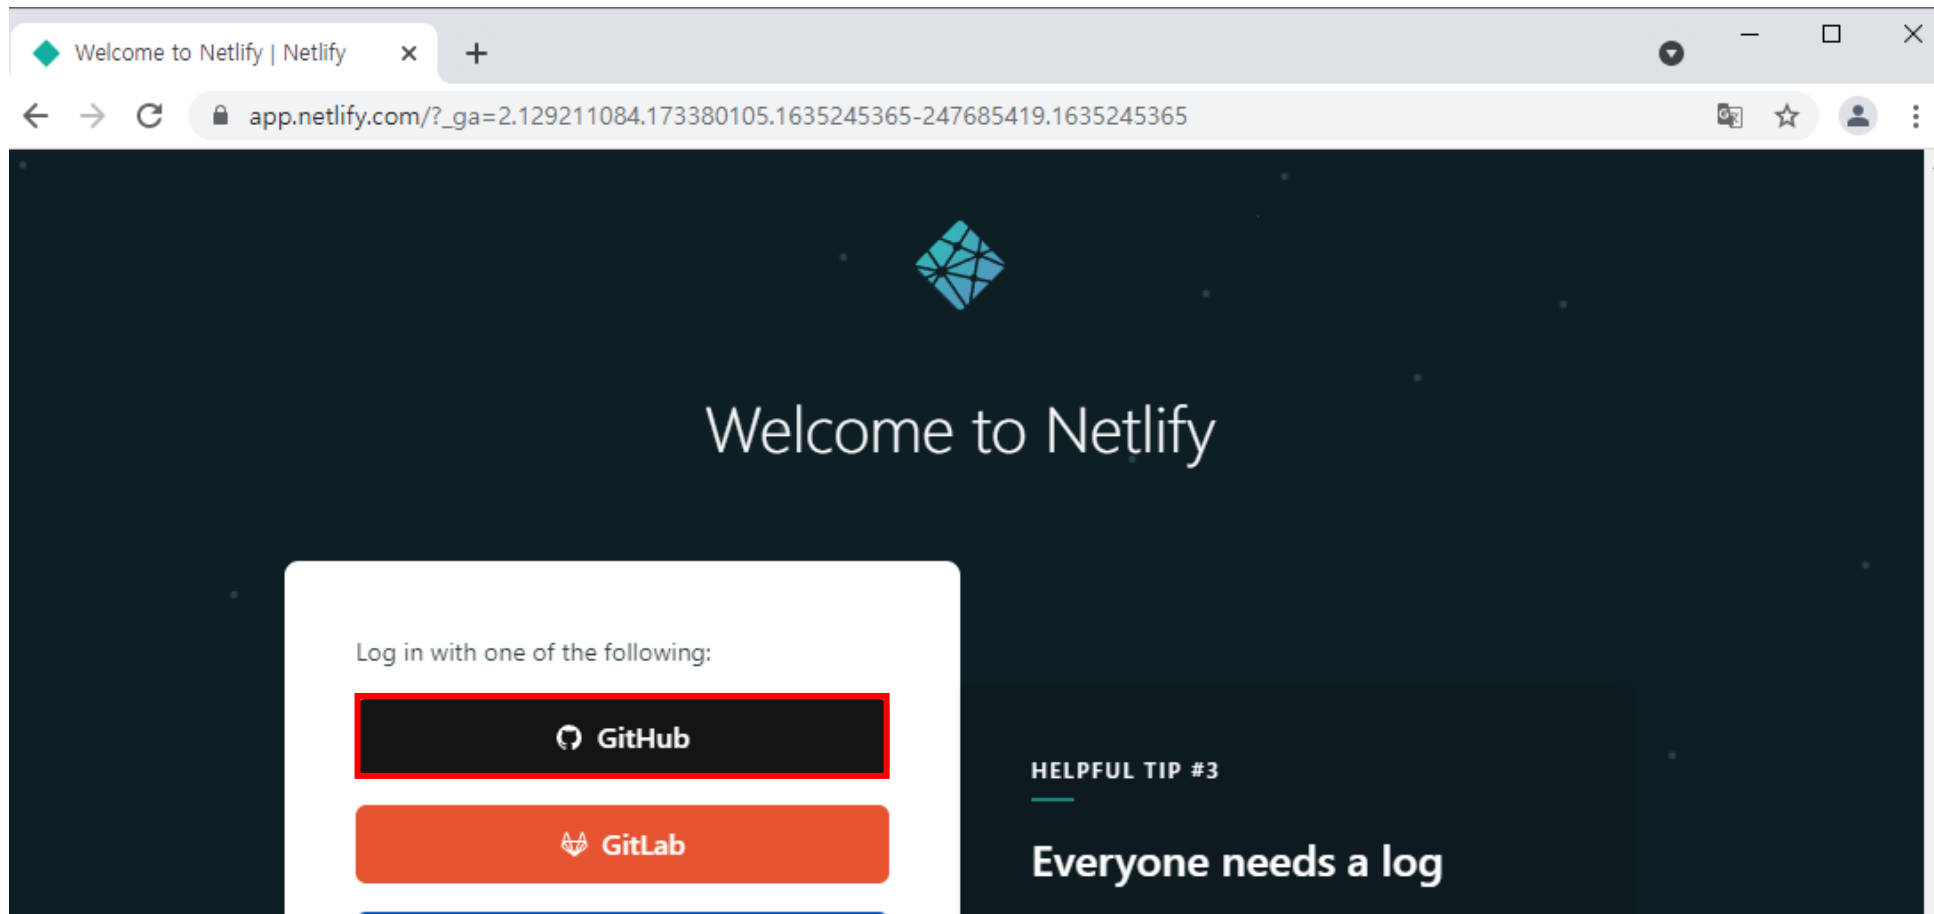 Welcome to Netlify | Netlify
app.netlify.com/?_ga=2.129211084.173380105.1635245365-247685419.1635245365
Welcome to Netlify
Log in with one of the following:
GitHub
GitLab
HELPFUL TIP #3
Everyone needs a log